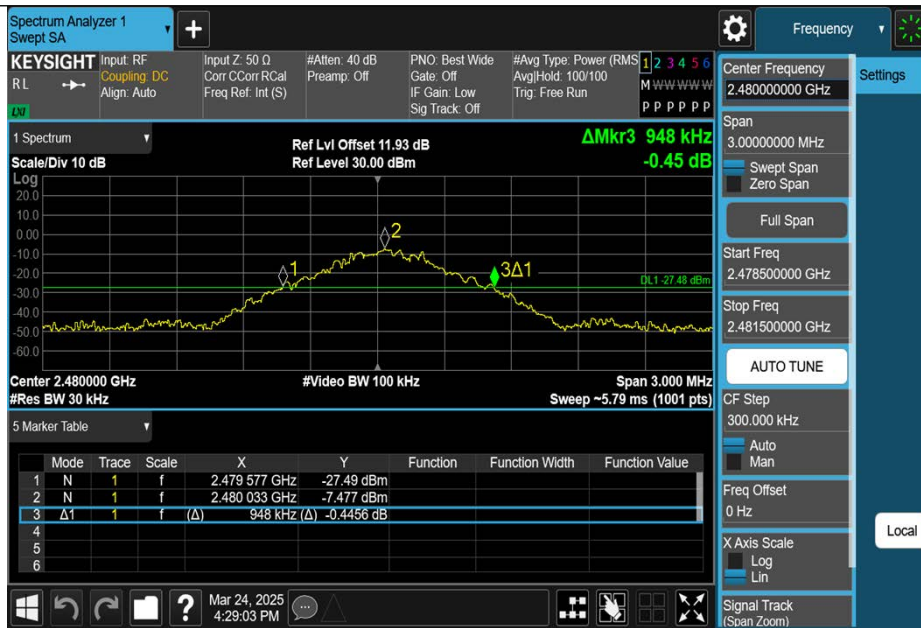 Spectrum Analyzer 1
Swept SA
+
Frequency
KEYSIGHT
R L
LXI
Input: RF
Coupling: DC
Align: Auto
Input Z: 50 Ω
Corr CCorr RCal
Freq Ref: Int (S)
#Atten: 40 dB
Preamp: Off
PNO: Best Wide
Gate: Off
IF Gain: Low
Sig Track: Off
#Avg Type: Power (RMS
Avg|Hold: 100/100
Trig: Free Run
1 2 3 4 5 6
M W W W W W
P P P P P P
1 Spectrum
Scale/Div 10 dB
Ref Lvl Offset 11.93 dB
Ref Level 30.00 dBm
ΔMkr3 948 kHz
-0.45 dB
Log
20.0
10.0
0.00
-10.0
-20.0
-30.0
-40.0
-50.0
-60.0
1
2
3Δ1
DL1 -27.48 dBm
Center 2.480000 GHz
#Video BW 100 kHz
Span 3.000 MHz
#Res BW 30 kHz
Sweep ~5.79 ms (1001 pts)
5 Marker Table
Mode Trace Scale X Y Function Function Width Function Value
1 N 1 f 2.479 577 GHz -27.49 dBm
2 N 1 f 2.480 033 GHz -7.477 dBm
3 Δ1 1 f (Δ) 948 kHz (Δ) -0.4456 dB
4
5
6
Center Frequency
2.480000000 GHz
Settings
Span
3.00000000 MHz
Swept Span
Zero Span
Full Span
Start Freq
2.478500000 GHz
Stop Freq
2.481500000 GHz
AUTO TUNE
CF Step
300.000 kHz
Auto
Man
Freq Offset
0 Hz
Local
X Axis Scale
Log
Lin
Signal Track
(Span Zoom)
?
Mar 24, 2025
4:29:03 PM